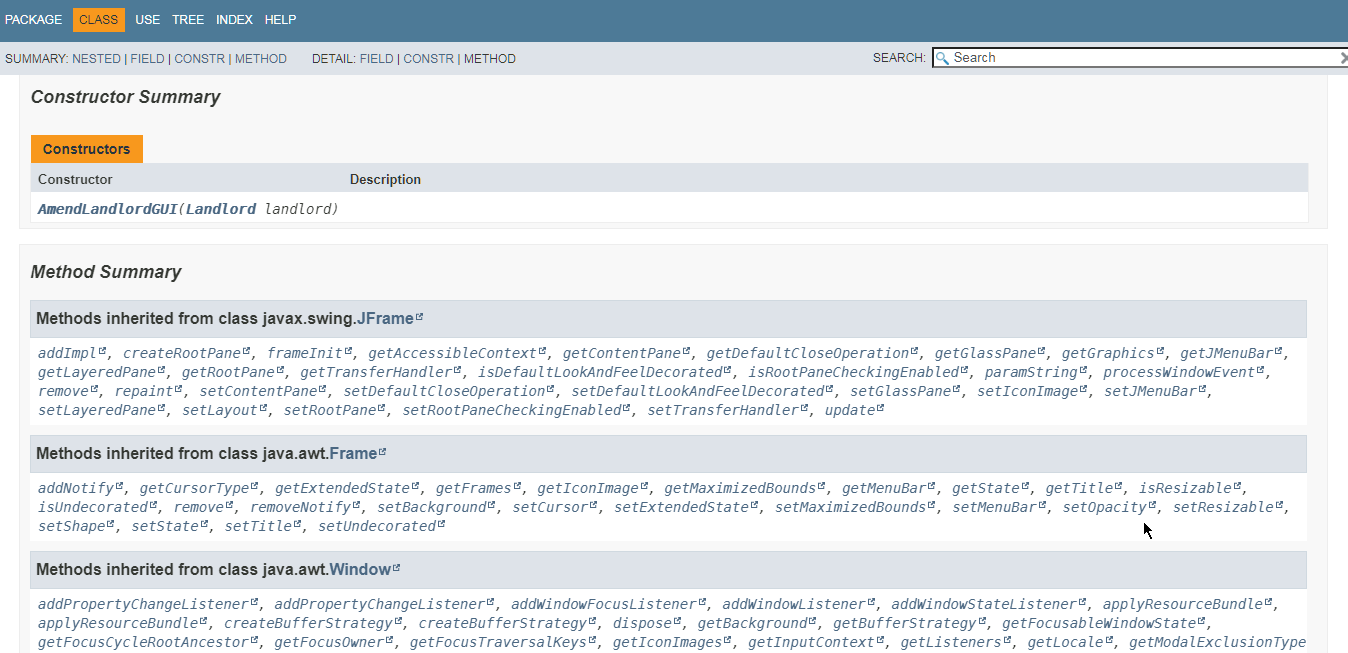 PACKAGE CLASS USE TREE INDEX HELP
SUMMARY: NESTED | FIELD | CONSTR | METHOD DETAIL: FIELD | CONSTR | METHOD SEARCH: Search
Constructor Summary
Constructors
Constructor Description
AmendLandlordGUI(Landlord landlord)
Method Summary
Methods inherited from class javax.swing.JFrame
addImpl, createRootPane, frameInit, getAccessibleContext, getContentPane, getDefaultCloseOperation, getGlassPane, getGraphics, getJMenuBar,
getLayeredPane, getRootPane, getTransferHandler, isDefaultLookAndFeelDecorated, isRootPaneCheckingEnabled, paramString, processWindowEvent,
remove, repaint, setContentPane, setDefaultCloseOperation, setDefaultLookAndFeelDecorated, setGlassPane, setIconImage, setJMenuBar,
setLayeredPane, setLayout, setRootPane, setRootPaneCheckingEnabled, setTransferHandler, update
Methods inherited from class java.awt.Frame
addNotify, getCursorType, getExtendedState, getFrames, getIconImage, getMaximizedBounds, getMenuBar, getState, getTitle, isResizable,
isUndecorated, remove, removeNotify, setBackground, setCursor, setExtendedState, setMaximizedBounds, setMenuBar, setOpacity, setResizable,
setShape, setState, setTitle, setUndecorated
Methods inherited from class java.awt.Window
addPropertyChangeListener, addPropertyChangeListener, addWindowFocusListener, addWindowListener, addWindowStateListener, applyResourceBundle,
applyResourceBundle, createBufferStrategy, createBufferStrategy, dispose, getBackground, getBufferStrategy, getFocusableWindowState,
getFocusCycleRootAncestor, getFocusOwner, getFocusTraversalKeys, getIconImages, getInputContext, getListeners, getLocale, getModalExclusionType